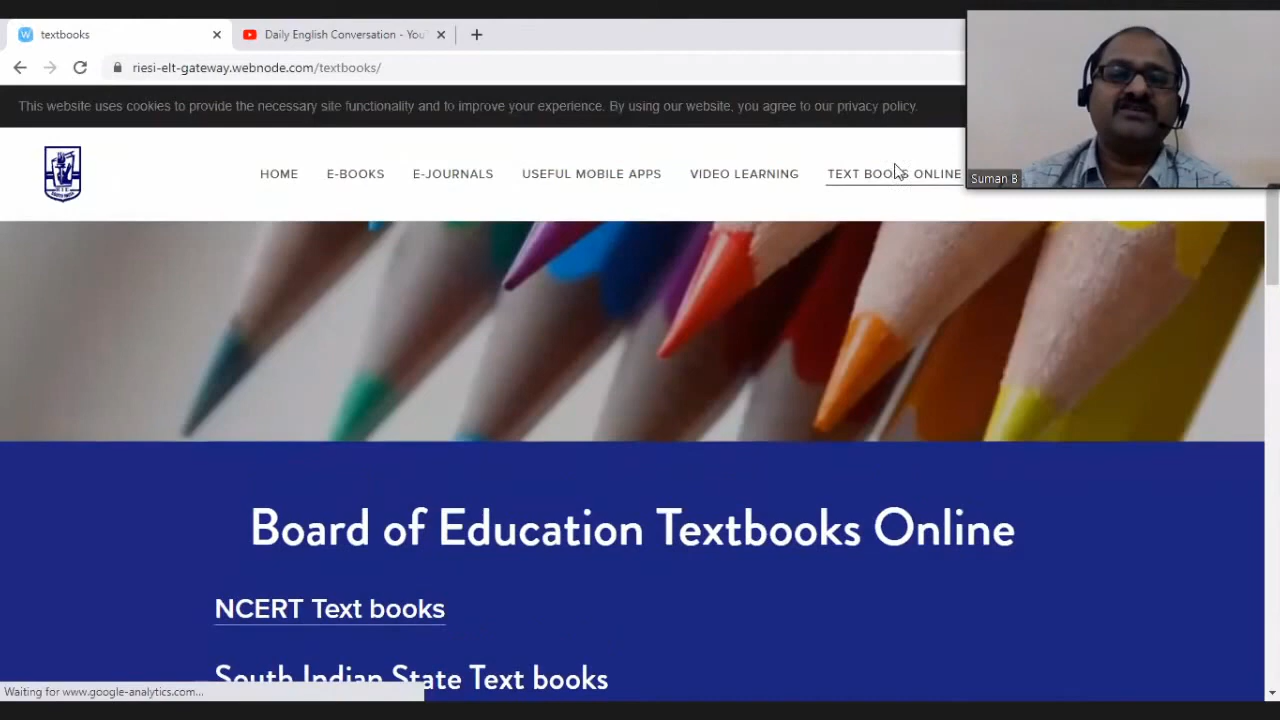 textbooks
Daily English Conversation - You
riesi-elt-gateway.webnode.com/textbooks/
This website uses cookies to provide the necessary site functionality and to improve your experience. By using our website, you agree to our privacy policy.
HOME E-BOOKS E-JOURNALS USEFUL MOBILE APPS VIDEO LEARNING TEXT BOOKS ONLINE
Suman B
Board of Education Textbooks Online
NCERT Text books
South Indian State Text books
Waiting for www.google-analytics.com...